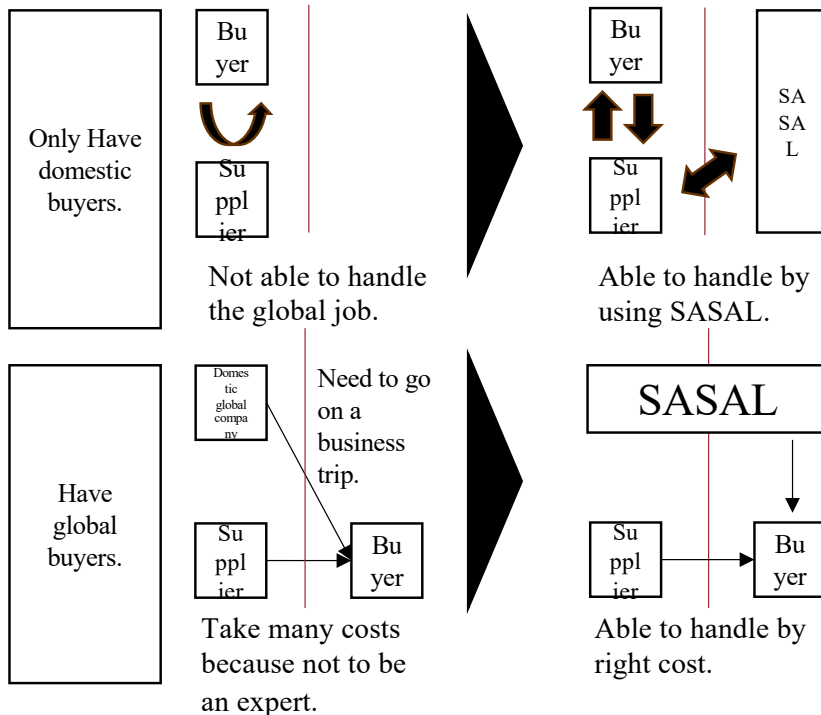 Only Have
domestic
buyers.
Bu
yer
Su
ppl
ier
Not able to handle
the global job.
Bu
yer
Su
ppl
ier
SA
SA
L
Able to handle by
using SASAL.
Have
global
buyers.
Domes
tic
global
compa
ny
Need to go
on a
business
trip.
Su
ppl
ier
Bu
yer
Take many costs
because not to be
an expert.
SASAL
Su
ppl
ier
Bu
yer
Able to handle by
right cost.